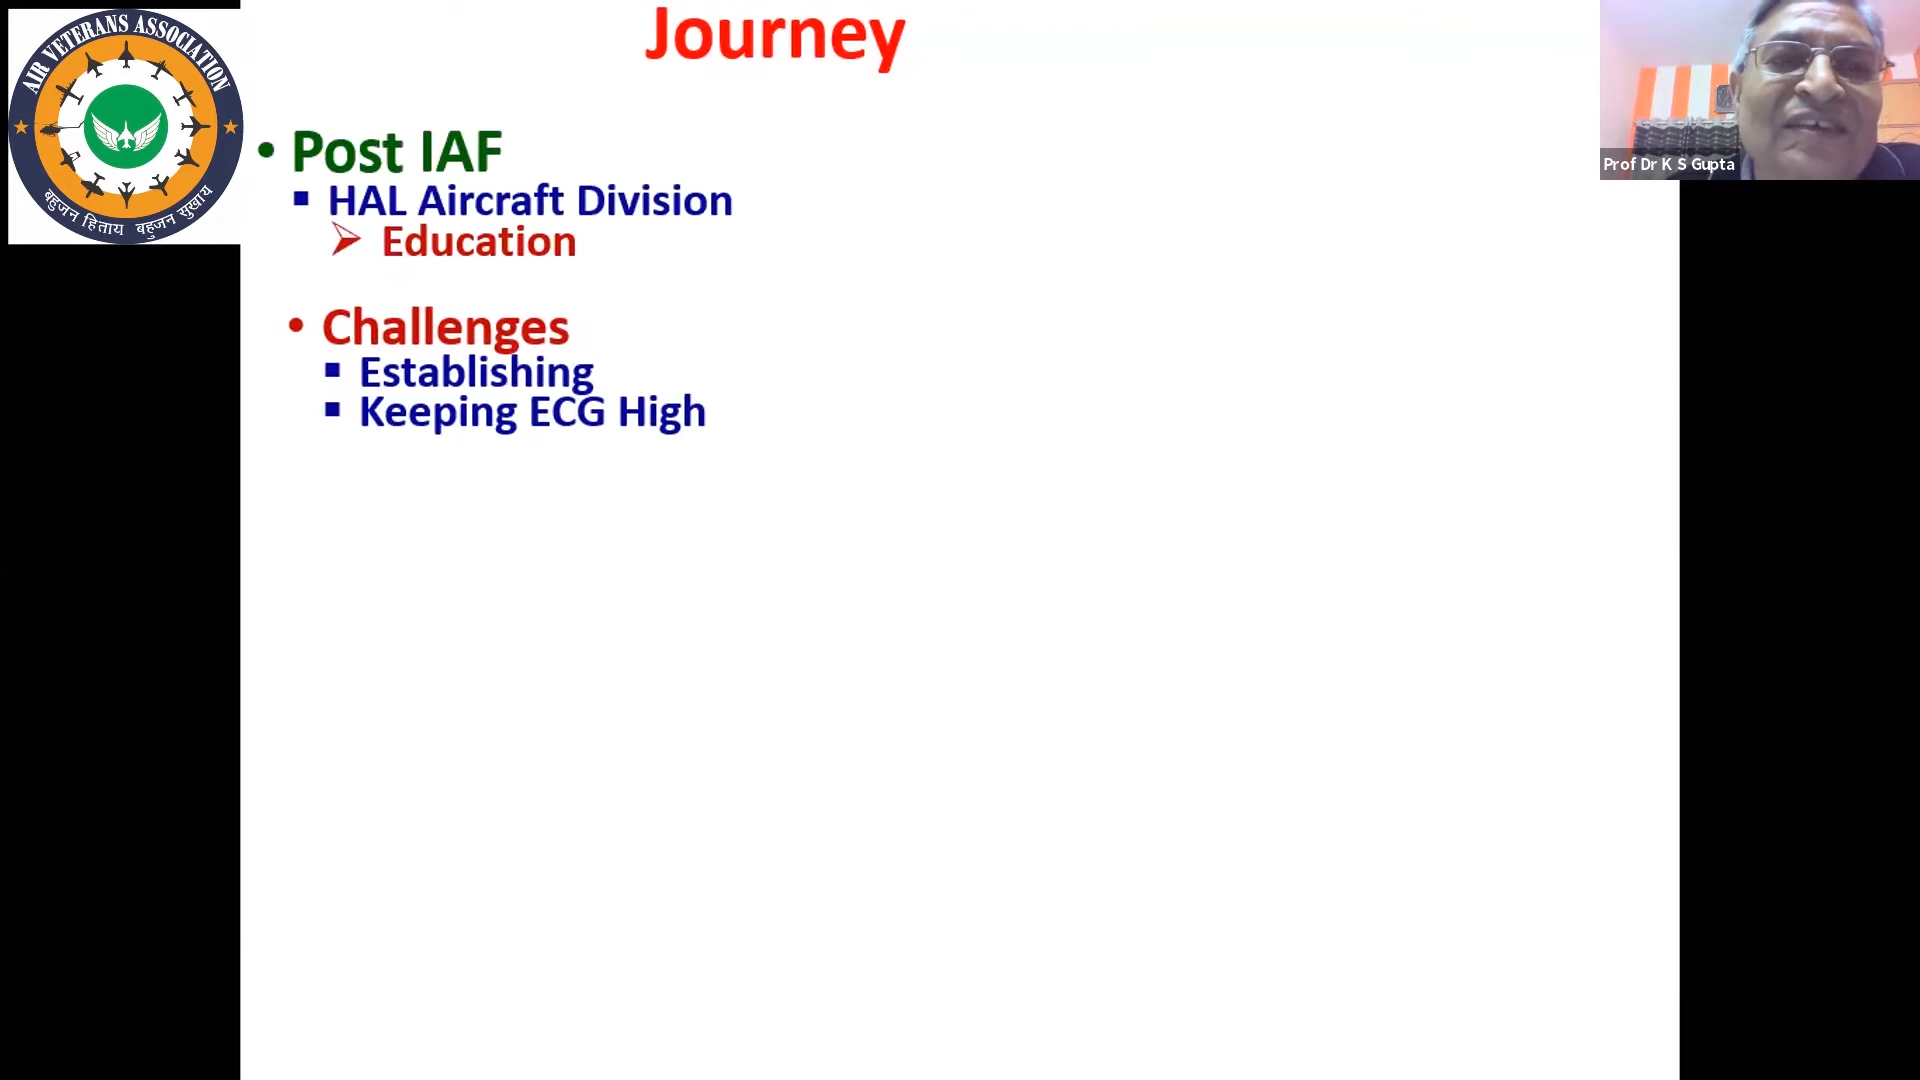 Journey
AIR VETERANS ASSOCIATION
बहुजन हिताय बहुजन सुखाय
• Post IAF
▪ HAL Aircraft Division
➢ Education
• Challenges
▪ Establishing
▪ Keeping ECG High
Prof Dr K S Gupta